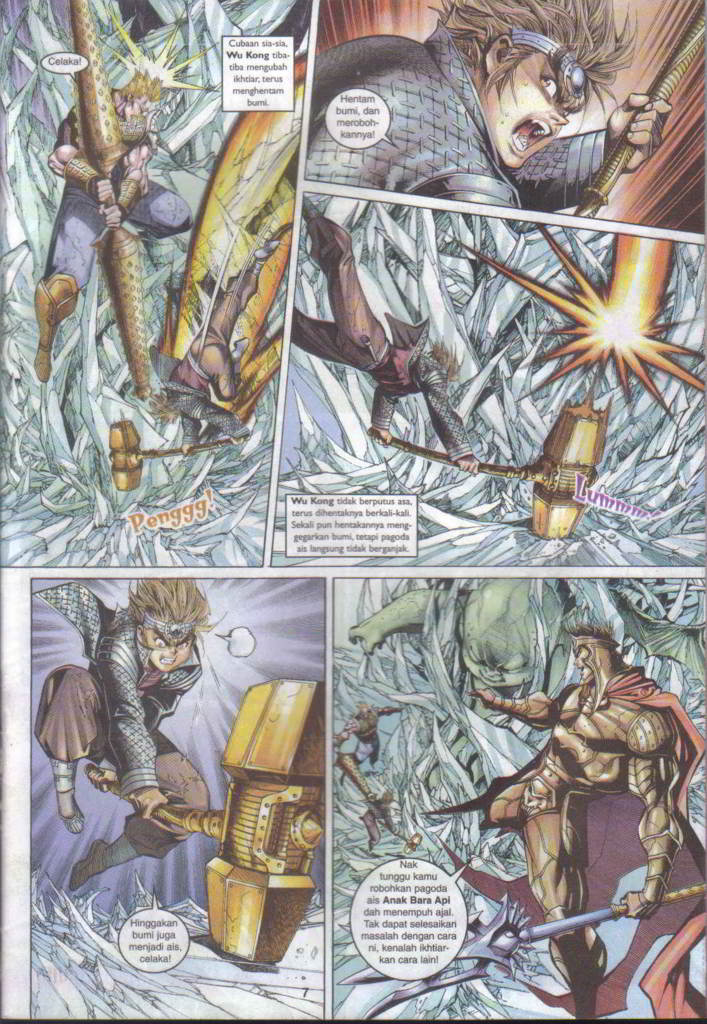 Celaka!
Cubaan sia-sia,
Wu Kong tiba-
tiba mengubah
ikhtiar, terus
menghentam
bumi.
Hentam
bumi, dan
meroboh-
kannya!
Denggg!
Wu Kong tidak berputus asa,
terus dihentaknya berkali-kali.
Sekali pun hentakannya meng-
gegarkan bumi, tetapi pagoda
ais langsung tidak berganjak.
Lummmm~
Hinggakan
bumi juga
menjadi ais,
celaka!
Nak
tunggu kamu
robohkan pagoda
ais Anak Bara Api
dah menempuh ajal.
Tak dapat selesaikan
masalah dengan cara
ni, kenalah ikhtiar-
kan cara lain!
7